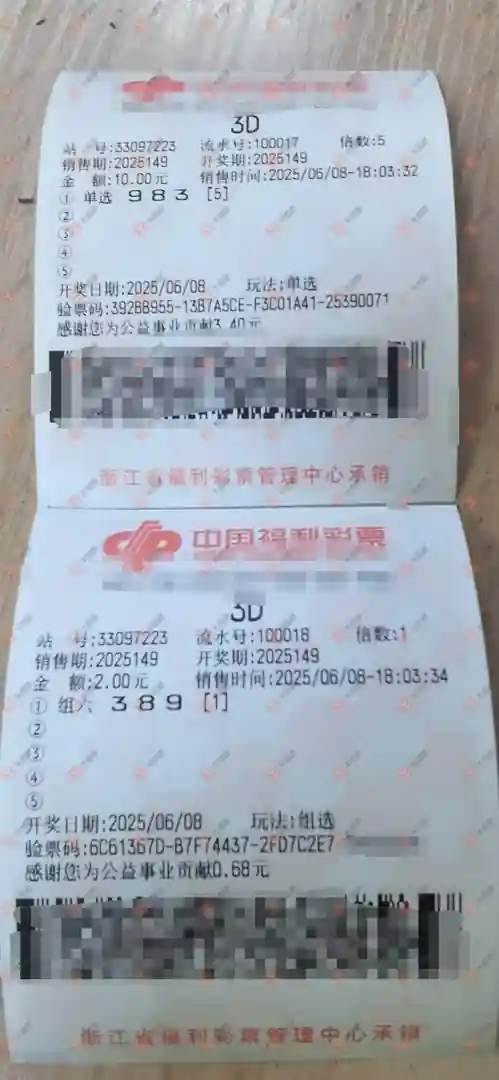 3D
站 号:33097223 流水号:100017 倍数:5
销售期:2025149 开奖期:2025149
金 额:10.00元 销售时间:2025/06/08-18:03:32
① 单选 9 8 3 [5]
②
③
④
⑤
开奖日期:2025/06/08 玩法:单选
验票码:39288955-13B7A5CE-F3C01A41-25390071
感谢您为公益事业贡献3.40元
浙江省福利彩票管理中心承销
中国福利彩票
3D
站 号:33097223 流水号:100018 倍数:1
销售期:2025149 开奖期:2025149
金 额:2.00元 销售时间:2025/06/08-18:03:34
① 组六 3 8 9 [1]
②
③
④
⑤
开奖日期:2025/06/08 玩法:组选
验票码:6C61367D-B7F74437-2FD7C2E7
感谢您为公益事业贡献0.68元
浙江省福利彩票管理中心承销